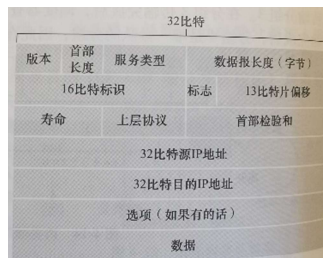 32比特
版本 首部长度 服务类型 数据报长度（字节）
16比特标识 标志 13比特片偏移
寿命 上层协议 首部检验和
32比特源IP地址
32比特目的IP地址
选项（如果有的话）
数据